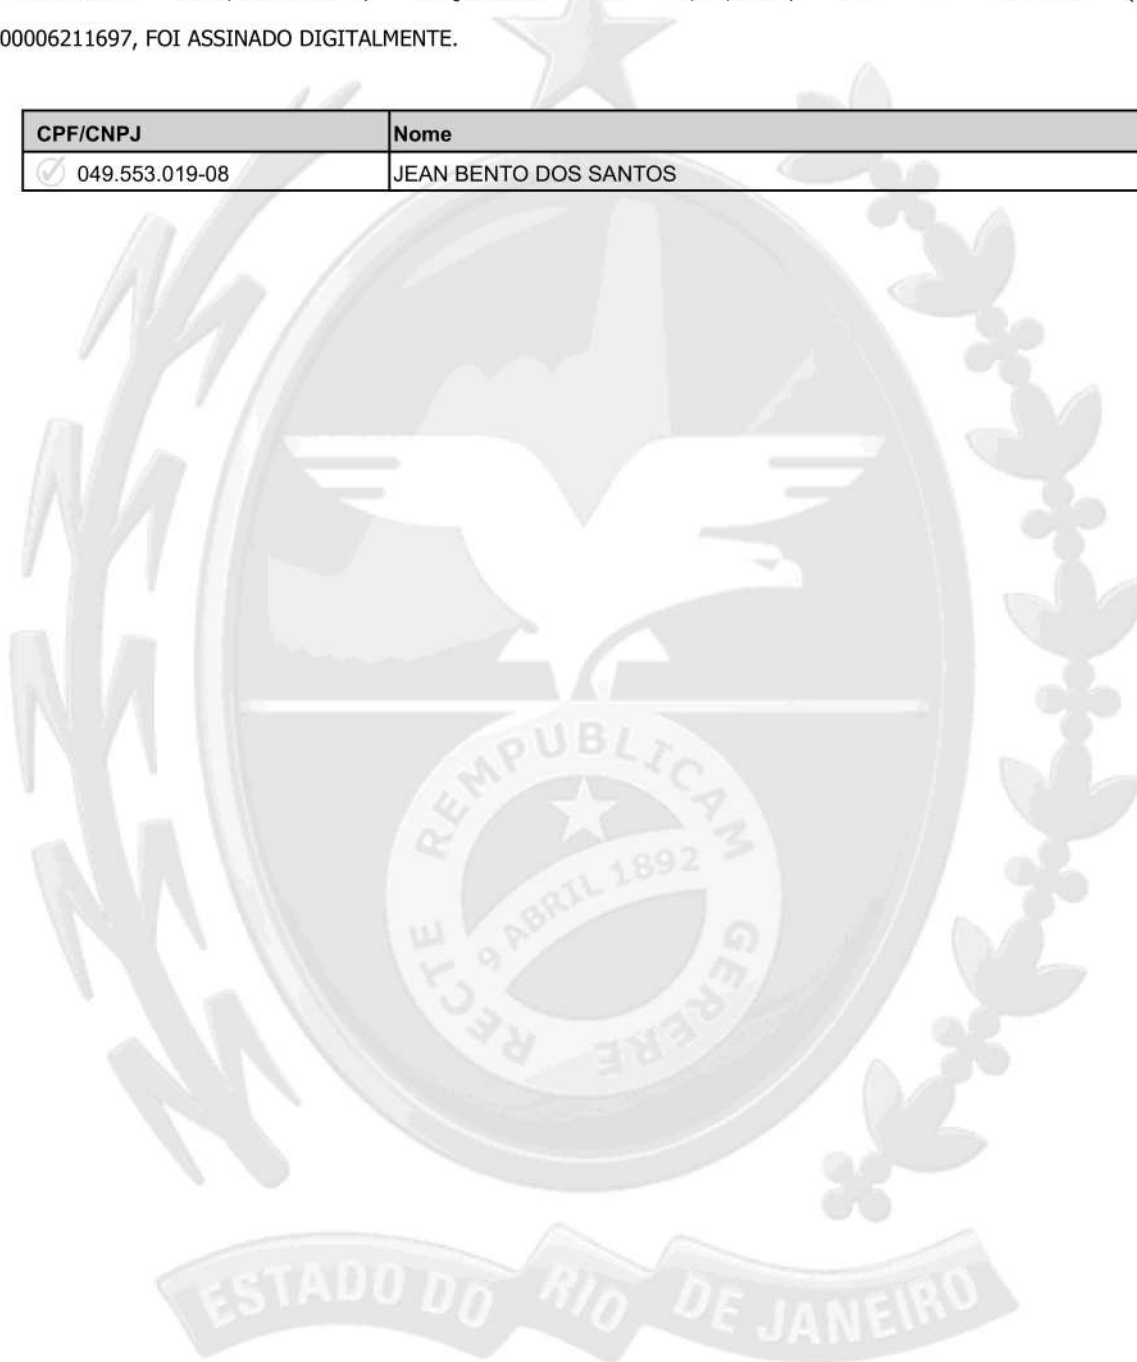 00006211697, FOI ASSINADO DIGITALMENTE.
CPF/CNPJ Nome
049.553.019-08 JEAN BENTO DOS SANTOS
RECTE REMPUBLICAM GERERE
9 ABRIL 1892
ESTADO DO RIO DE JANEIRO